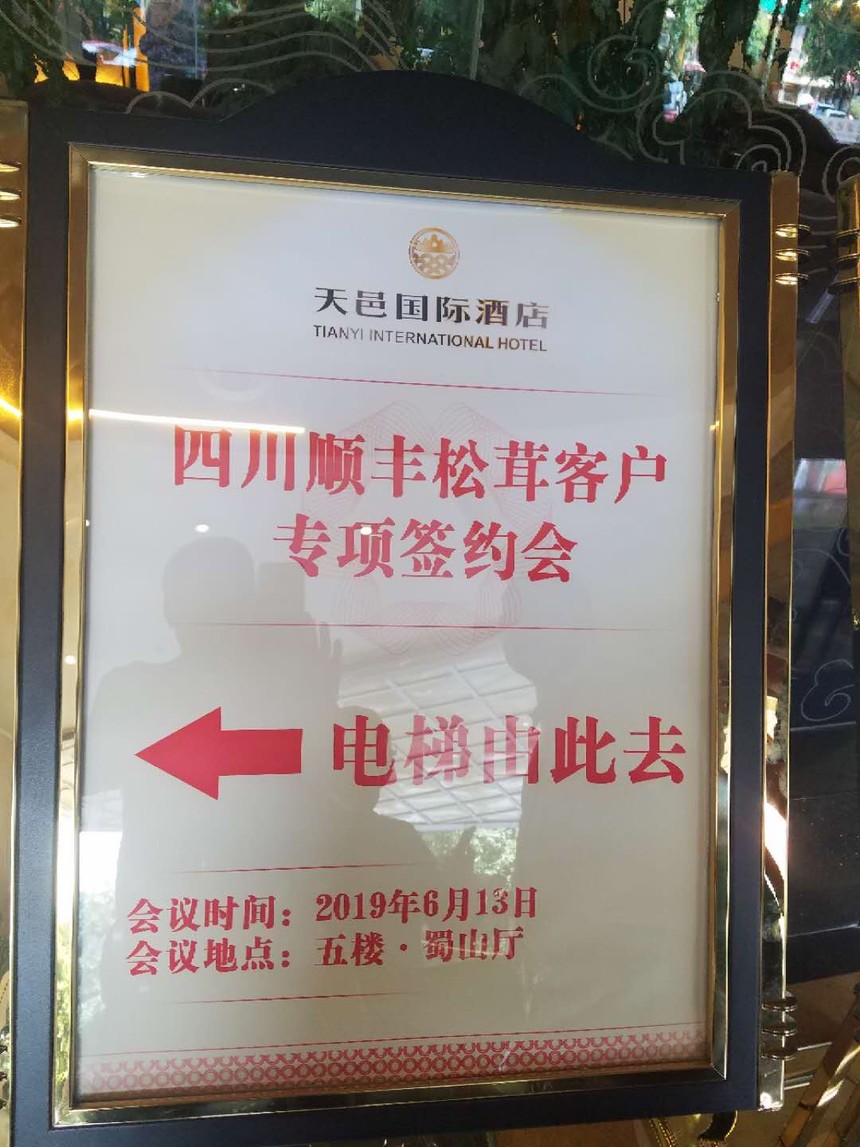 天邑国际酒店
TIANYI INTERNATIONAL HOTEL
四川顺丰松茸客户
专项签约会
电梯由此去
会议时间：2019年6月13日
会议地点：五楼·蜀山厅